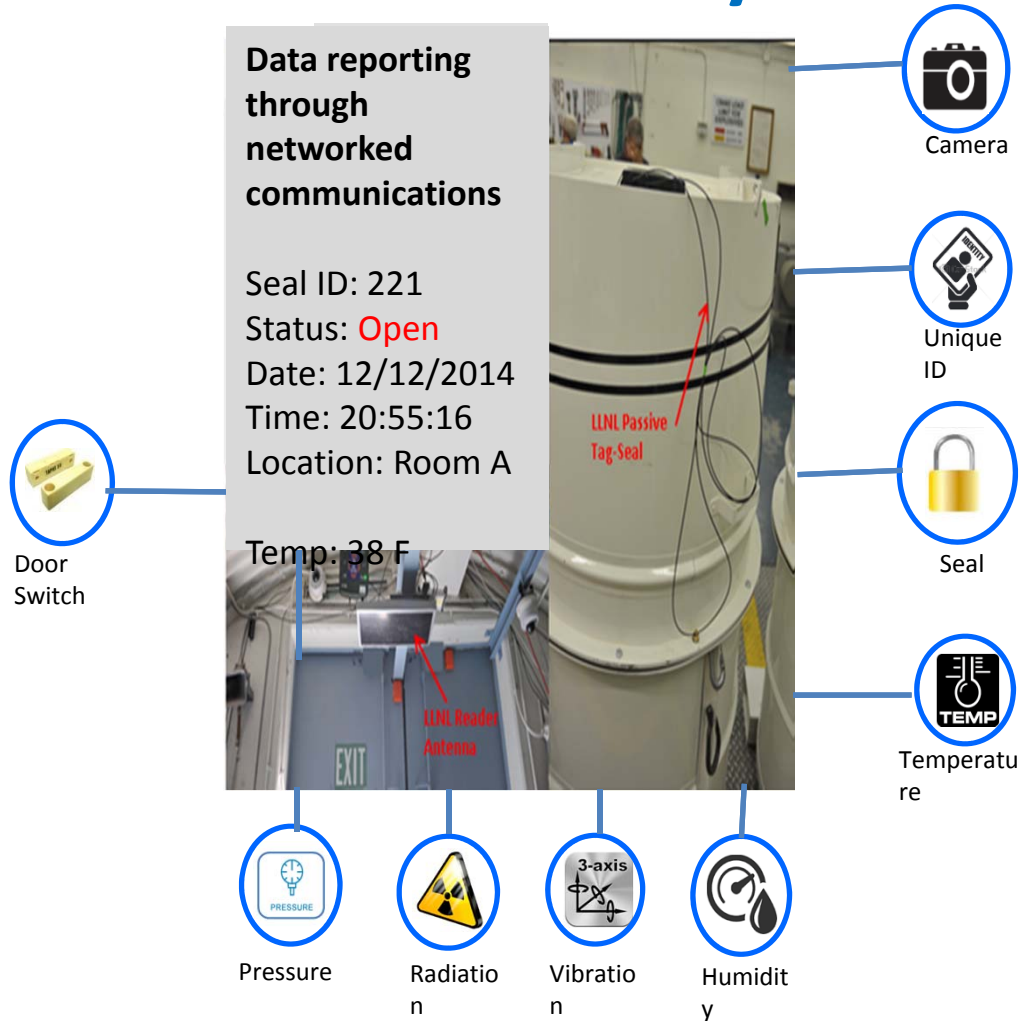 Data reporting
through
networked
communications
Seal ID: 221
Status: Open
Date: 12/12/2014
Time: 20:55:16
Location: Room A
Temp: 38 F
LLNL Passive
Tag-Seal
LLNL Reader
Antenna
EXIT
Camera
IDENTITY
Unique
ID
Seal
TEMP
Temperatu
re
Door
Switch
PRESSURE
Pressure
Radiatio
n
3-axis
Vibratio
n
Humidit
y